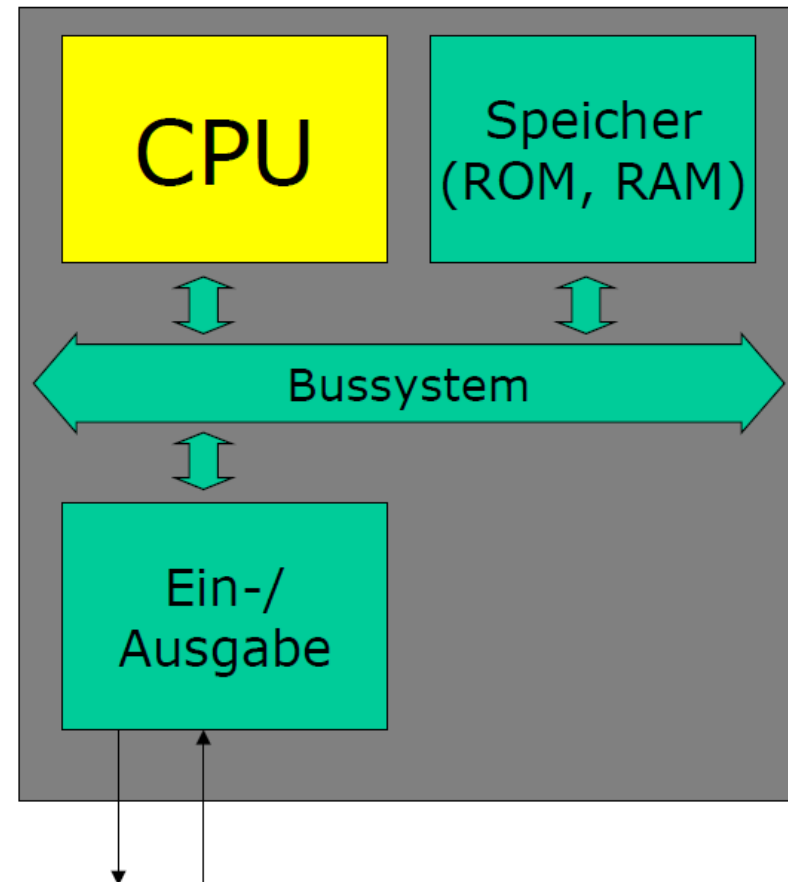 CPU
Speicher
(ROM, RAM)
Bussystem
Ein-/
Ausgabe